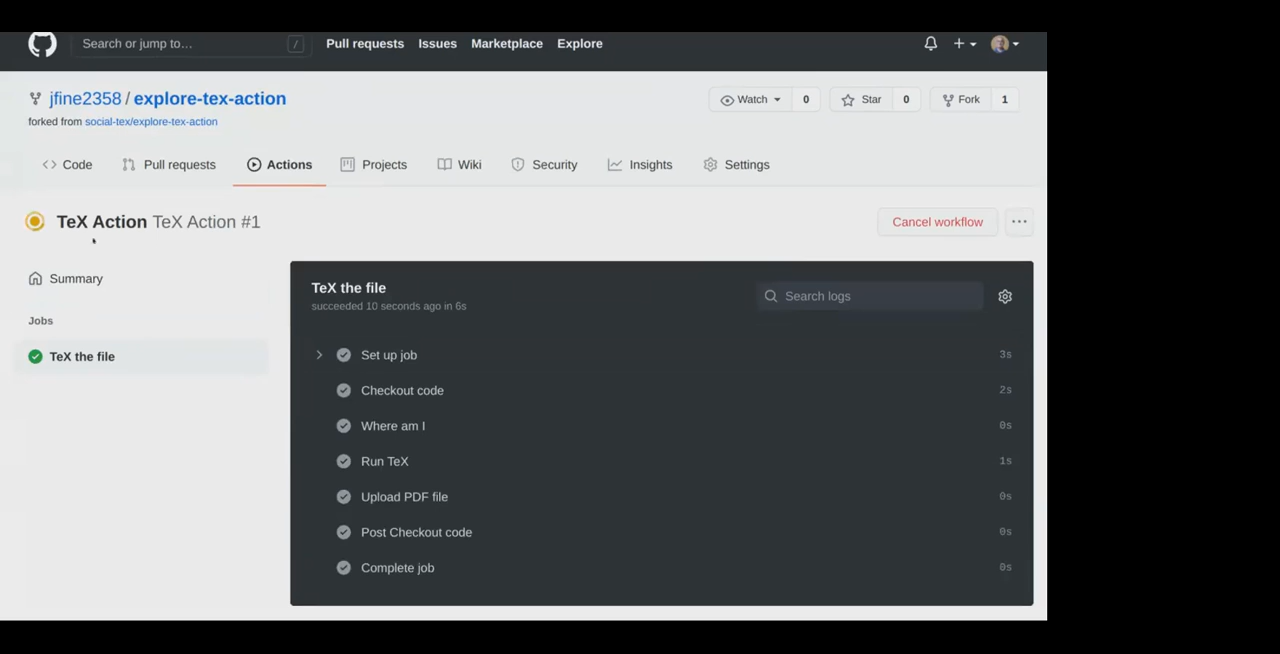 Search or jump to… /
Pull requests Issues Marketplace Explore
jfine2358 / explore-tex-action
Watch 0 Star 0 Fork 1
forked from social-tex/explore-tex-action
Code Pull requests Actions Projects Wiki Security Insights Settings
TeX Action TeX Action #1
Cancel workflow ...
Summary
Jobs
TeX the file
TeX the file
succeeded 10 seconds ago in 6s
Search logs
Set up job 3s
Checkout code 2s
Where am I 0s
Run TeX 1s
Upload PDF file 0s
Post Checkout code 0s
Complete job 0s